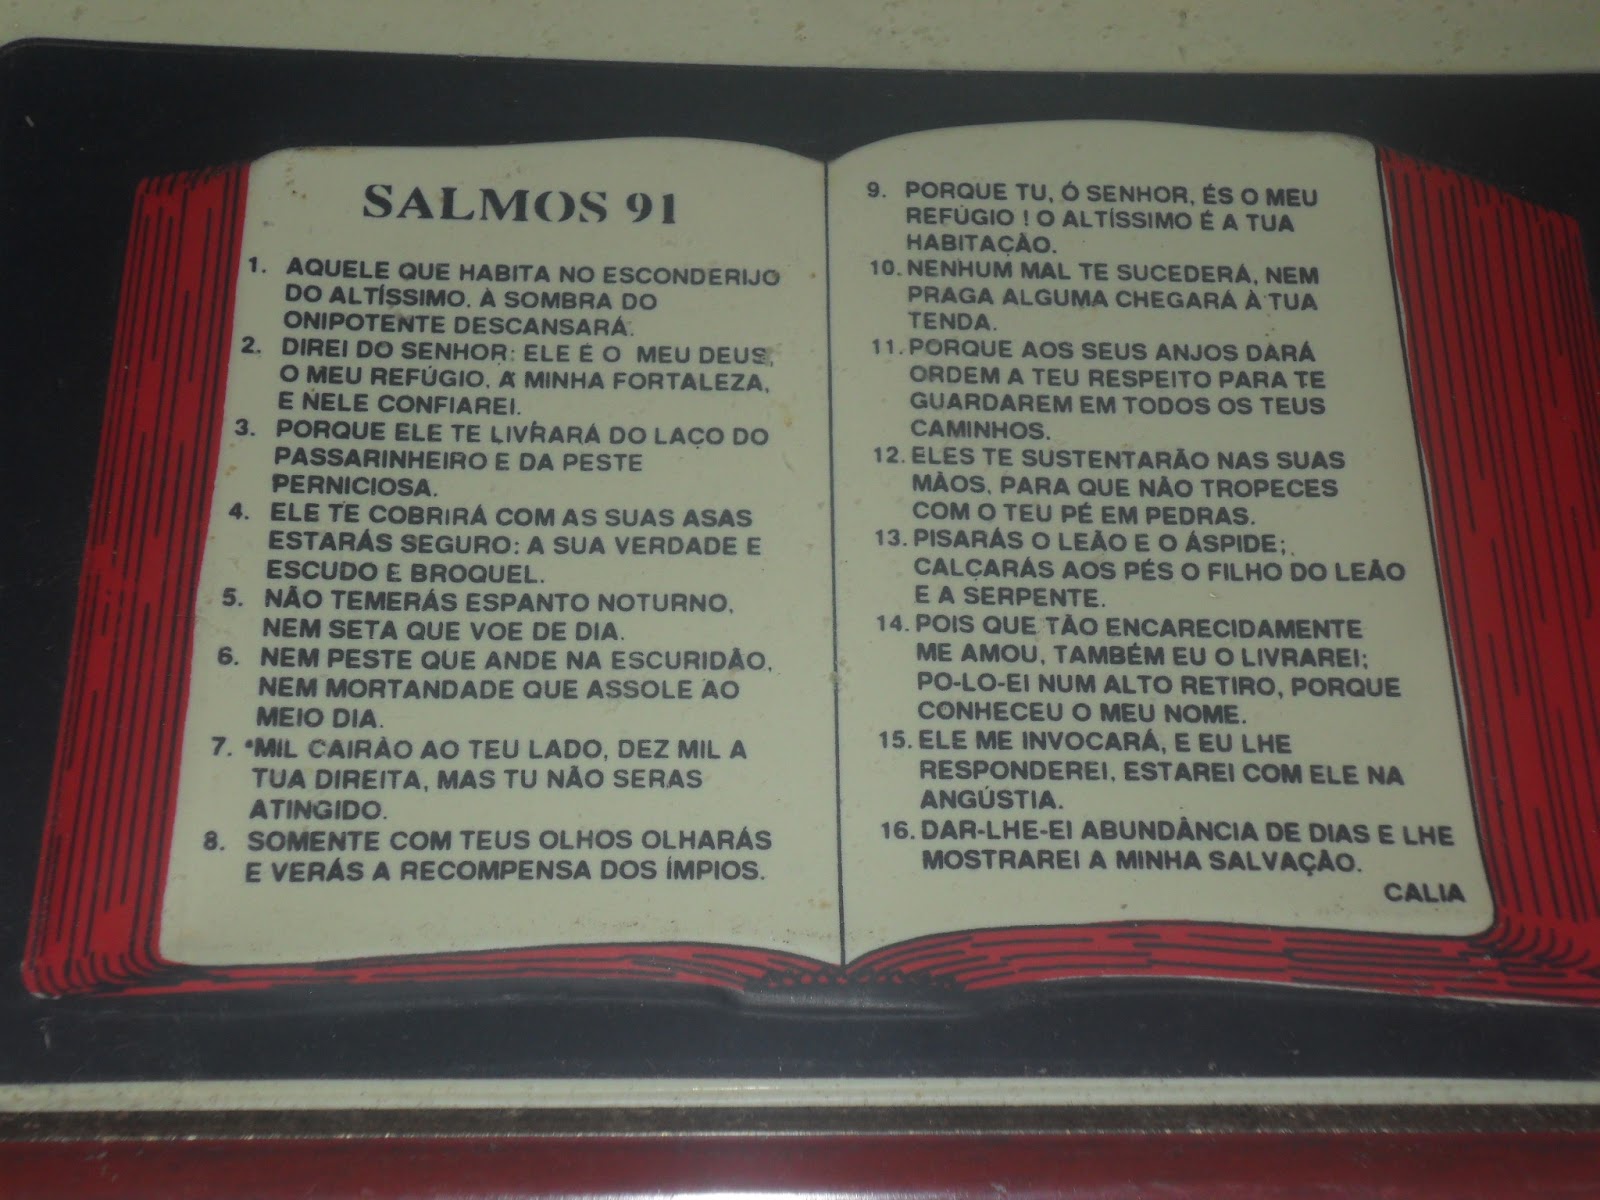 SALMOS 91
1. AQUELE QUE HABITA NO ESCONDERIJO
DO ALTÍSSIMO. À SOMBRA DO
ONIPOTENTE DESCANSARÁ.
2. DIREI DO SENHOR: ELE É O MEU DEUS,
O MEU REFÚGIO. A MINHA FORTALEZA,
E NELE CONFIAREI.
3. PORQUE ELE TE LIVRARÁ DO LAÇO DO
PASSARINHEIRO E DA PESTE
PERNICIOSA.
4. ELE TE COBRIRÁ COM AS SUAS ASAS
ESTARÁS SEGURO: A SUA VERDADE E
ESCUDO E BROQUEL.
5. NÃO TEMERÁS ESPANTO NOTURNO,
NEM SETA QUE VOE DE DIA.
6. NEM PESTE QUE ANDE NA ESCURIDÃO,
NEM MORTANDADE QUE ASSOLE AO
MEIO DIA.
7. MIL CAIRÃO AO TEU LADO, DEZ MIL A
TUA DIREITA, MAS TU NÃO SERAS
ATINGIDO.
8. SOMENTE COM TEUS OLHOS OLHARÁS
E VERÁS A RECOMPENSA DOS ÍMPIOS.
9. PORQUE TU, Ó SENHOR, ÉS O MEU
REFÚGIO ! O ALTÍSSIMO É A TUA
HABITAÇÃO.
10. NENHUM MAL TE SUCEDERÁ, NEM
PRAGA ALGUMA CHEGARÁ À TUA
TENDA.
11. PORQUE AOS SEUS ANJOS DARÁ
ORDEM A TEU RESPEITO PARA TE
GUARDAREM EM TODOS OS TEUS
CAMINHOS.
12. ELES TE SUSTENTARÃO NAS SUAS
MÃOS, PARA QUE NÃO TROPECES
COM O TEU PÉ EM PEDRAS.
13. PISARÁS O LEÃO E O ÁSPIDE;
CALÇARÁS AOS PÉS O FILHO DO LEÃO
E A SERPENTE.
14. POIS QUE TÃO ENCARECIDAMENTE
ME AMOU, TAMBÉM EU O LIVRAREI;
PO-LO-EI NUM ALTO RETIRO, PORQUE
CONHECEU O MEU NOME.
15. ELE ME INVOCARÁ, E EU LHE
RESPONDEREI, ESTAREI COM ELE NA
ANGÚSTIA.
16. DAR-LHE-EI ABUNDÂNCIA DE DIAS E LHE
MOSTRAREI A MINHA SALVAÇÃO.
CALIA